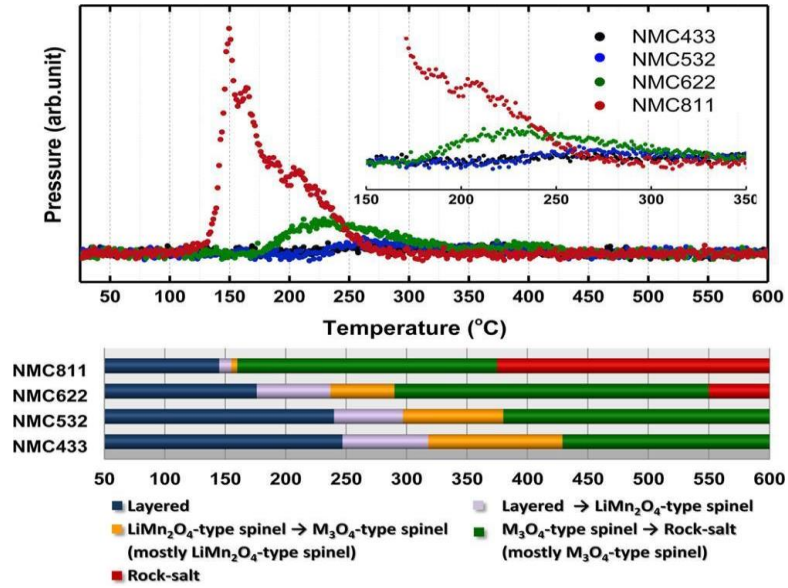 Pressure (arb.unit)
NMC433
NMC532
NMC622
NMC811
150 200 250 300 350
50 100 150 200 250 300 350 400 450 500 550 600
Temperature (°C)
NMC811
NMC622
NMC532
NMC433
50 100 150 200 250 300 350 400 450 500 550 600
Layered
Layered → LiMn₂O₄-type spinel
LiMn₂O₄-type spinel → M₃O₄-type spinel
(mostly LiMn₂O₄-type spinel)
M₃O₄-type spinel → Rock-salt
(mostly M₃O₄-type spinel)
Rock-salt